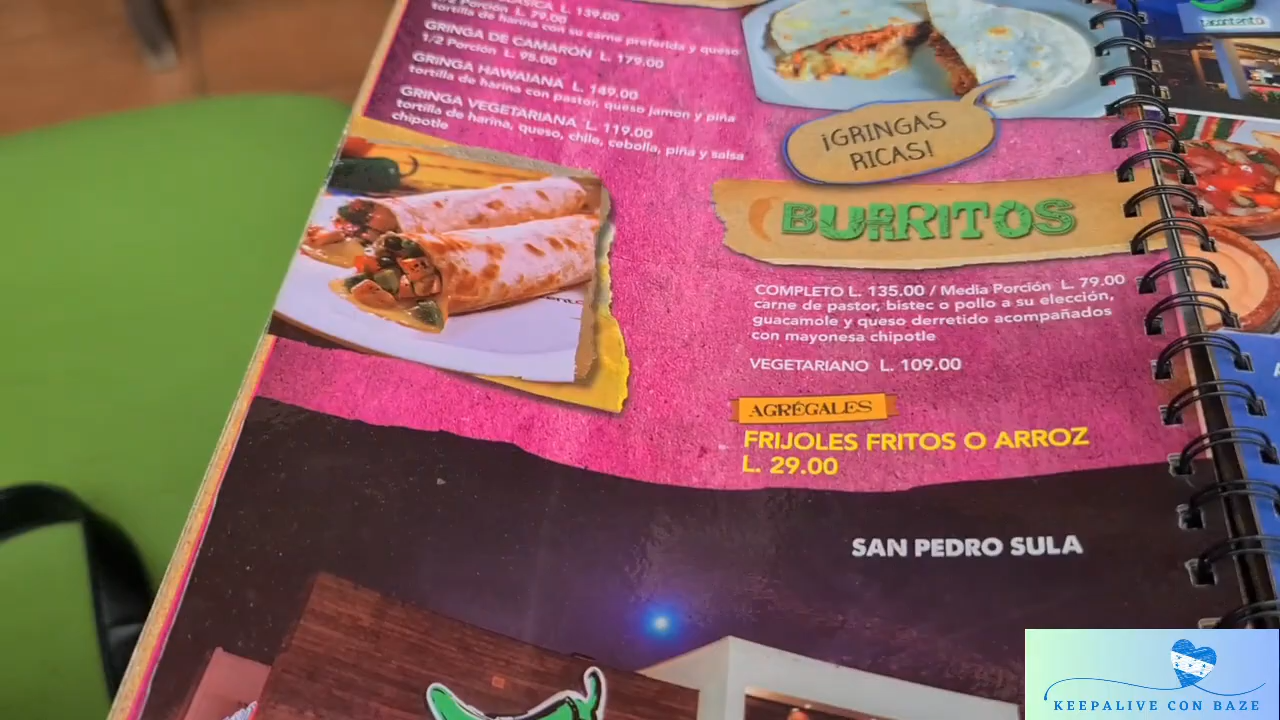 CLÁSICA L. 139.00
1/2 Porción L. 79.00
tortilla de harina con su carne preferida y queso
GRINGA DE CAMARÓN L. 179.00
1/2 Porción L. 98.00
GRINGA HAWAIANA L. 149.00
tortilla de harina con pastor, queso jamon y piña
GRINGA VEGETARIANA L. 119.00
tortilla de harina, queso, chile, cebolla, piña y salsa
chipotle
¡GRINGAS
RICAS!
BURRITOS
COMPLETO L. 135.00 / Media Porción L. 79.00
carne de pastor, bistec o pollo a su elección,
guacamole y queso derretido acompañados
con mayonesa chipotle
VEGETARIANO L. 109.00
AGRÉGALES
FRIJOLES FRITOS O ARROZ
L. 29.00
SAN PEDRO SULA
KEEPALIVE CON BAZE